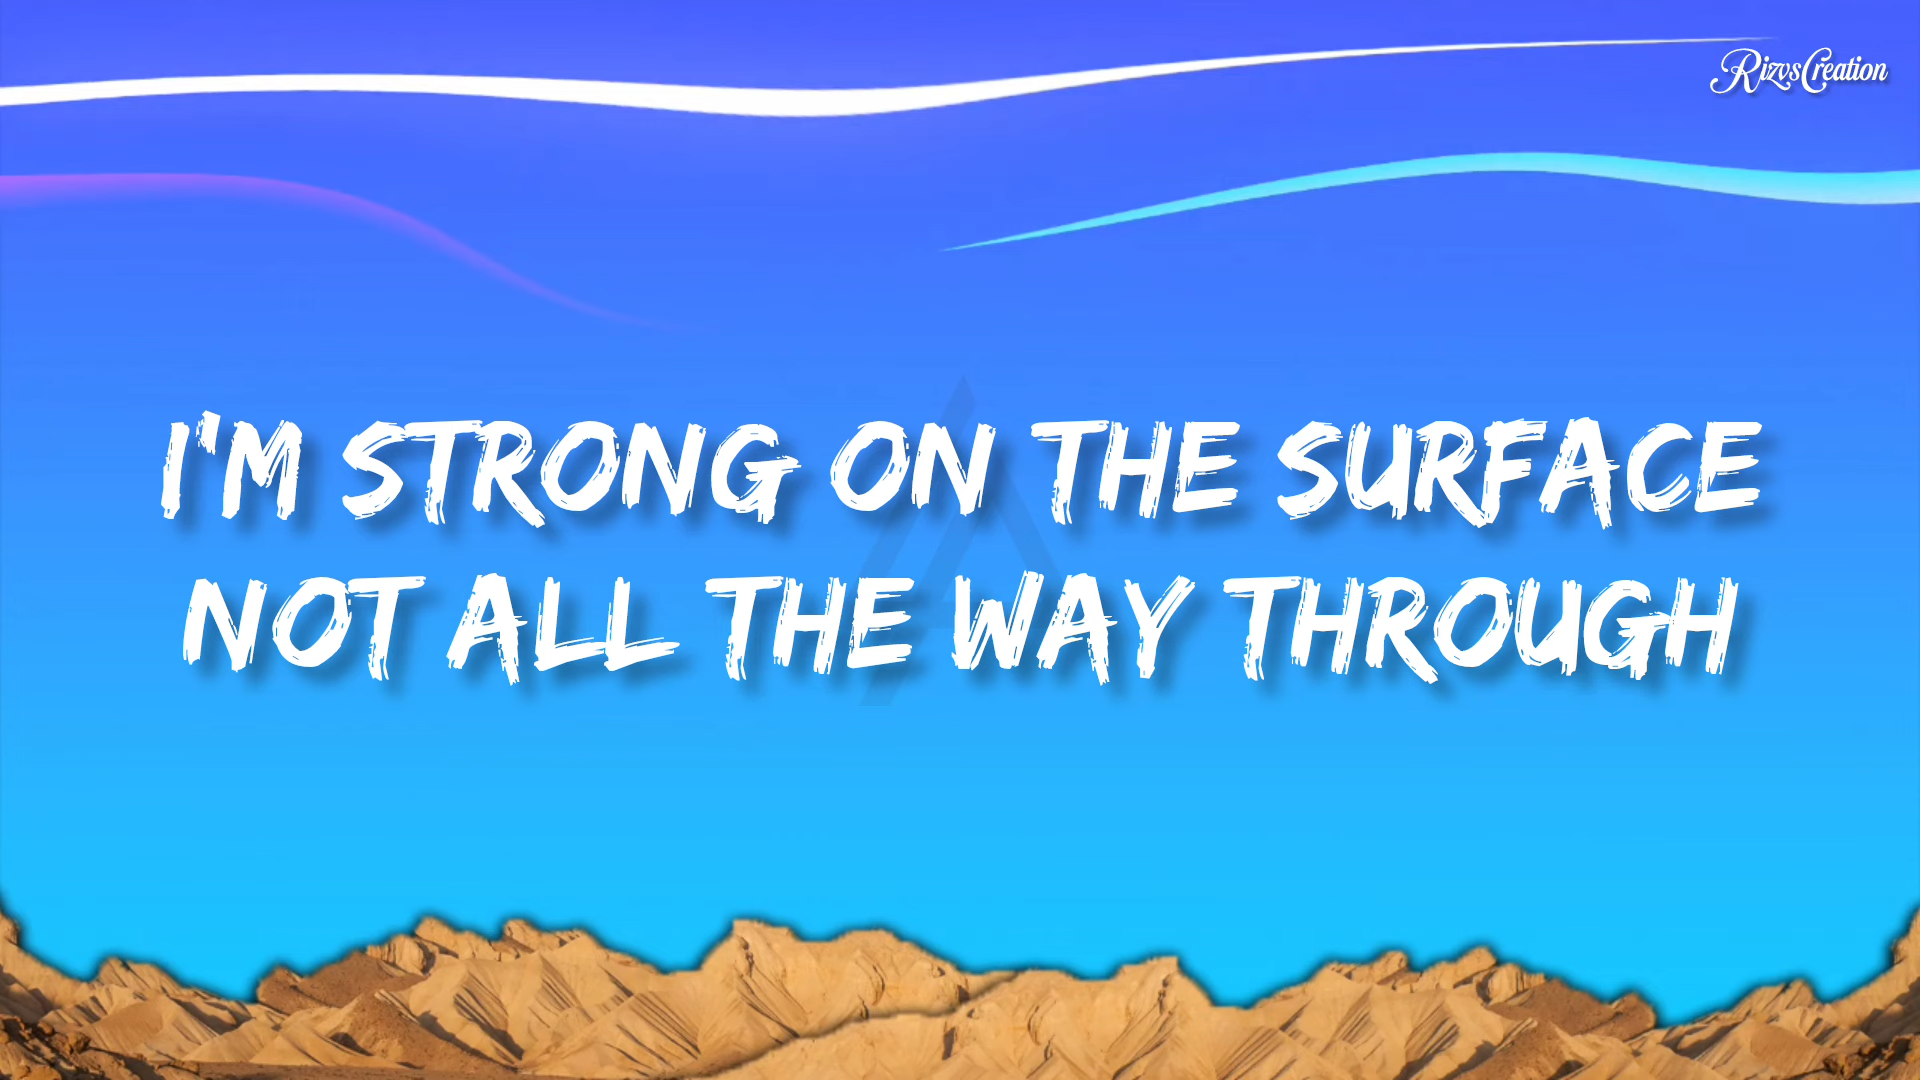 RizvsCreation
I'M STRONG ON THE SURFACE
NOT ALL THE WAY THROUGH